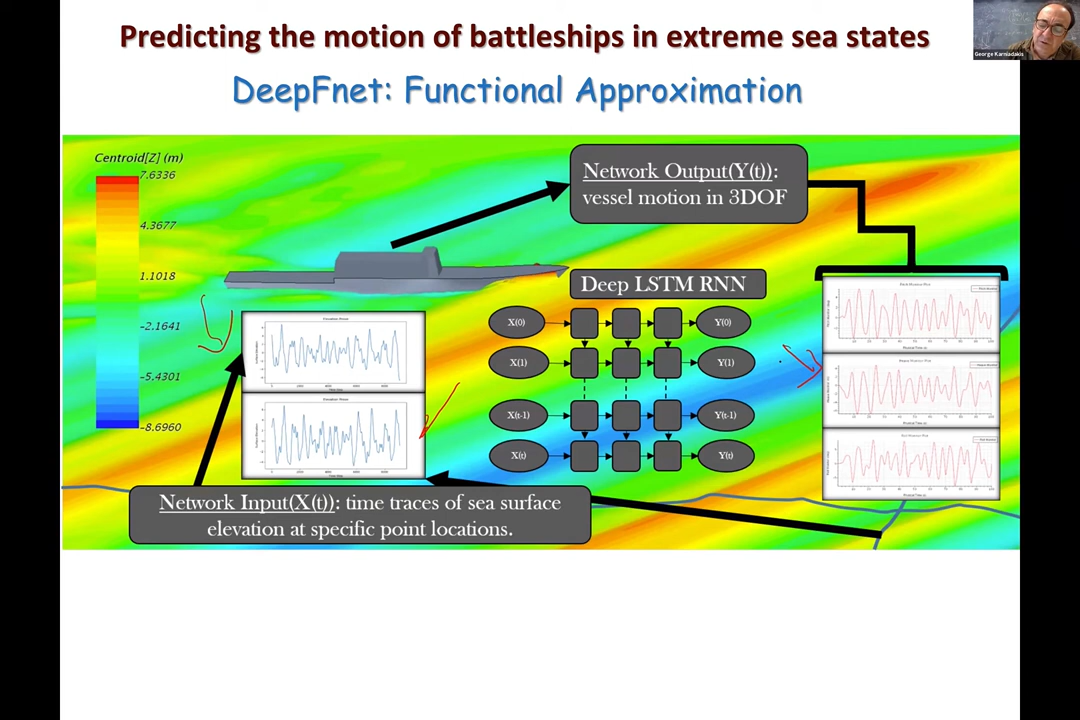 Predicting the motion of battleships in extreme sea states
George Karniadakis
DeepFnet: Functional Approximation
Centroid[Z] (m)
7.6336
4.3677
1.1018
-2.1641
-5.4301
-8.6960
Network Output(Y(t)):
vessel motion in 3DOF
Deep LSTM RNN
X(0)
Y(0)
X(1)
Y(1)
X(t-1)
Y(t-1)
X(t)
Y(t)
Network Input(X(t)): time traces of sea surface
elevation at specific point locations.